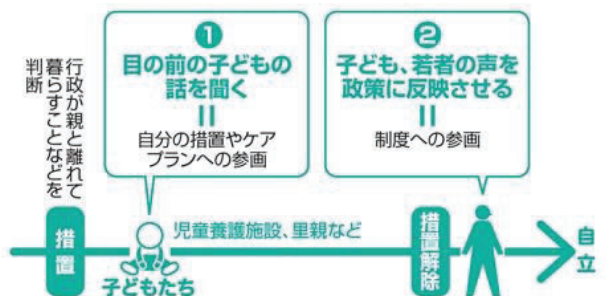 行政が親と離れて
暮らすことなどを
判断
措置
❶
目の前の子どもの
話を聞く
||
自分の措置やケア
プランへの参画
子どもたち
児童養護施設、里親など
❷
子ども、若者の声を
政策に反映させる
||
制度への参画
措置解除
自立